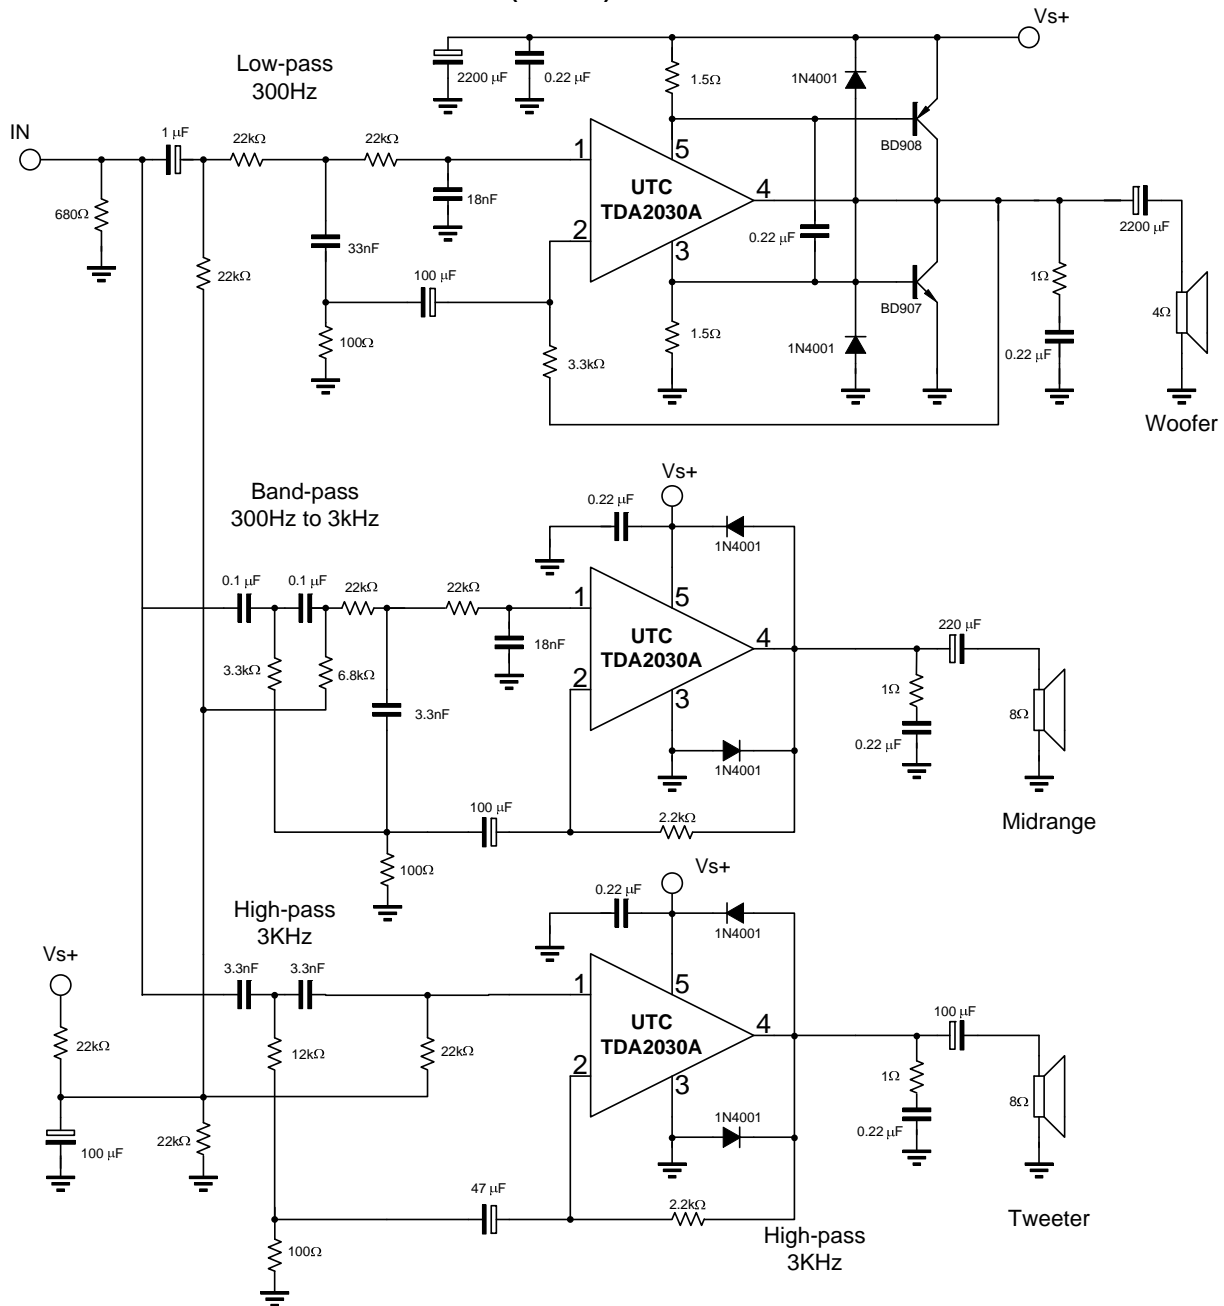 Vs+
Low-pass
300Hz
2200 µF
0.22 µF
1.5Ω
1N4001
BD908
IN
1 µF
22kΩ
22kΩ
1
5
UTC
TDA2030A
4
18nF
680Ω
2
3
0.22 µF
2200 µF
33nF
22kΩ
100 µF
1Ω
BD907
4Ω
100Ω
1.5Ω
1N4001
0.22 µF
3.3kΩ
Woofer
Vs+
Band-pass
300Hz to 3kHz
0.22 µF
1N4001
0.1 µF
0.1 µF
22kΩ
22kΩ
1
5
UTC
TDA2030A
4
220 µF
18nF
3.3kΩ
6.8kΩ
2
3
1Ω
8Ω
3.3nF
0.22 µF
1N4001
100 µF
2.2kΩ
Midrange
100Ω
Vs+
0.22 µF
High-pass
3KHz
1N4001
Vs+
3.3nF
3.3nF
1
5
UTC
TDA2030A
4
100 µF
22kΩ
12kΩ
22kΩ
2
3
1Ω
8Ω
1N4001
0.22 µF
100 µF
22kΩ
47 µF
2.2kΩ
Tweeter
High-pass
3KHz
100Ω